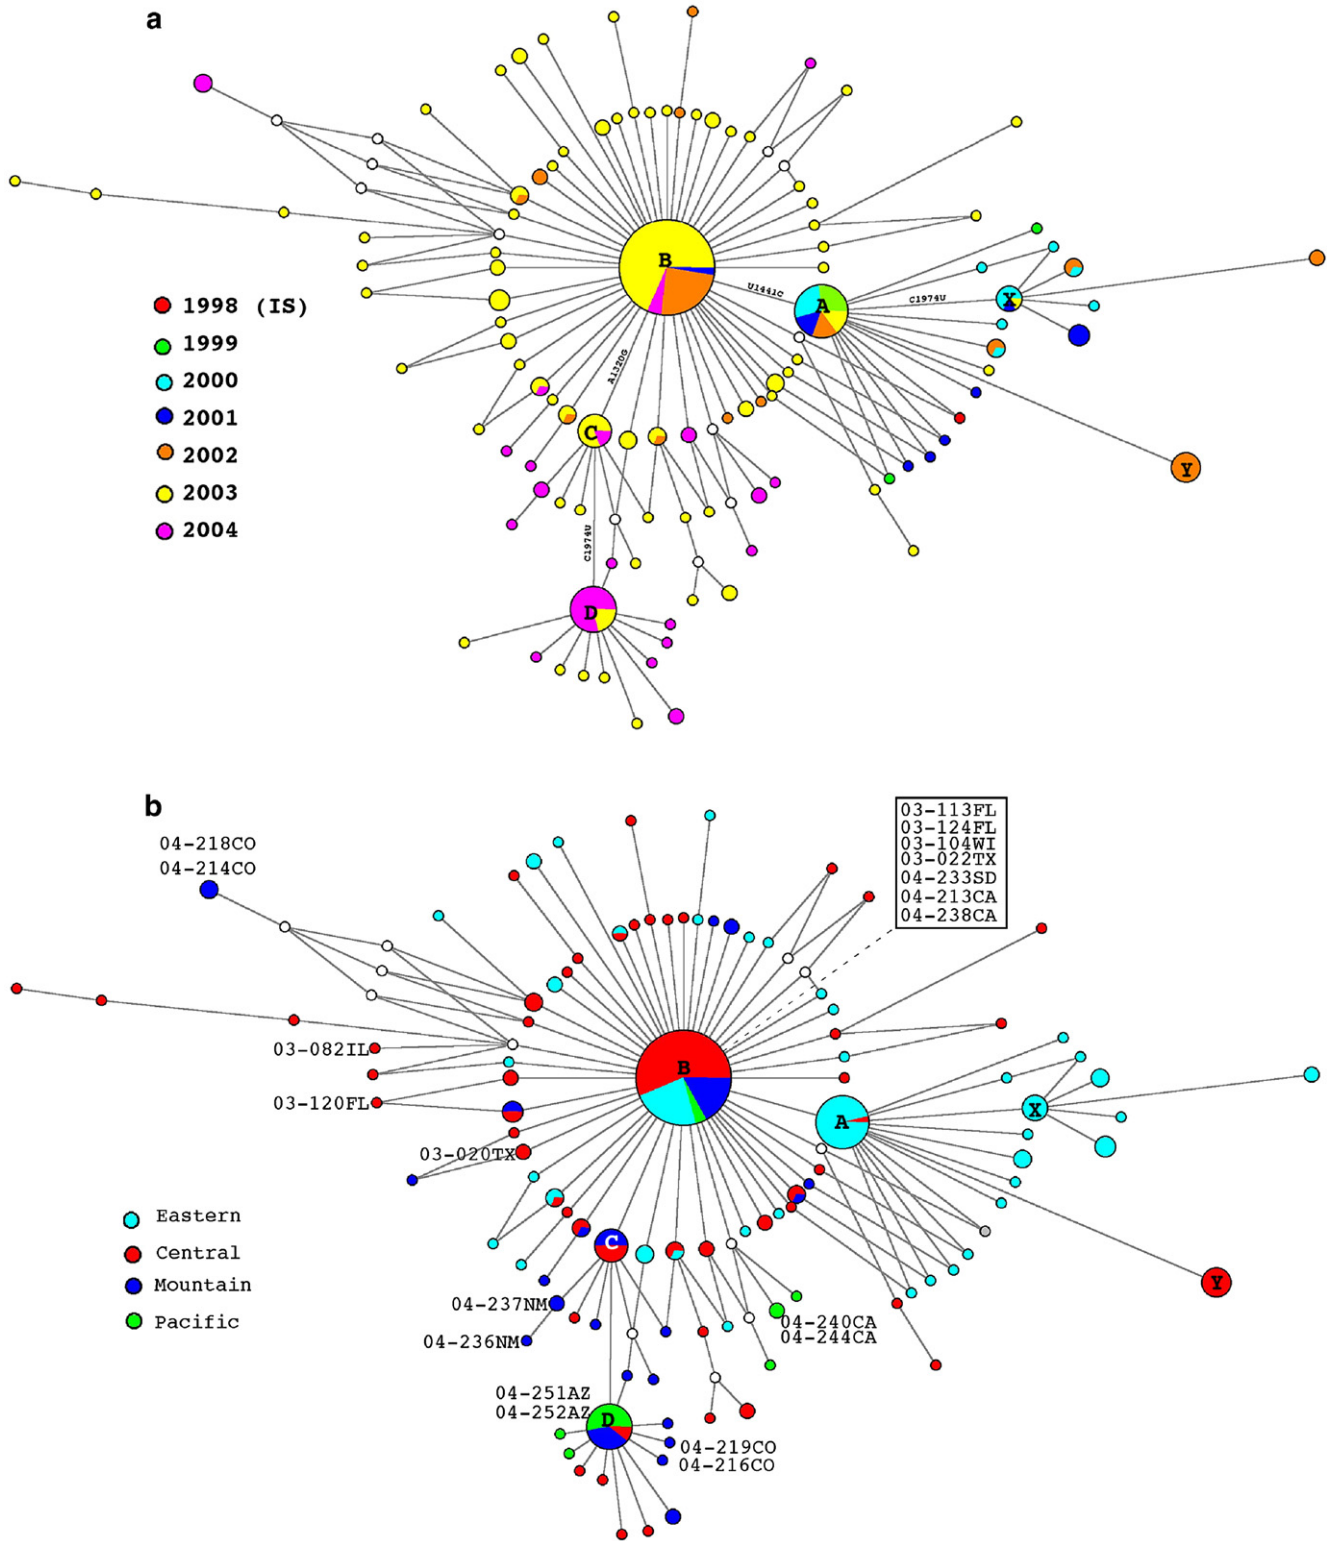 a
B
U1441C
A
C1974U
X
1998 (IS)
1999
2000
2001
2002
2003
2004
A1320G
C
Y
C1974U
D
b
03-113FL
03-124FL
03-104WI
03-022TX
04-233SD
04-213CA
04-238CA
04-218CO
04-214CO
B
03-082IL
03-120FL
A
X
03-020TX
Eastern
Central
Mountain
Pacific
C
Y
04-237NM
04-236NM
04-240CA
04-244CA
04-251AZ
04-252AZ
D
04-219CO
04-216CO